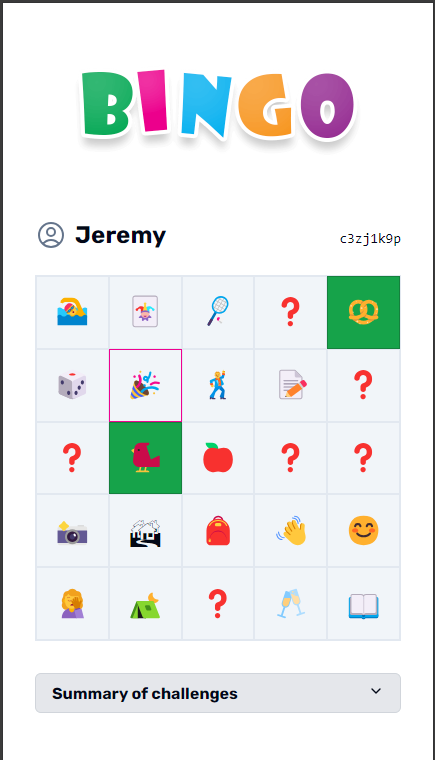 BINGO
Jeremy
c3zj1k9p
❓
❓
❓ ❓ ❓
❓
Summary of challenges